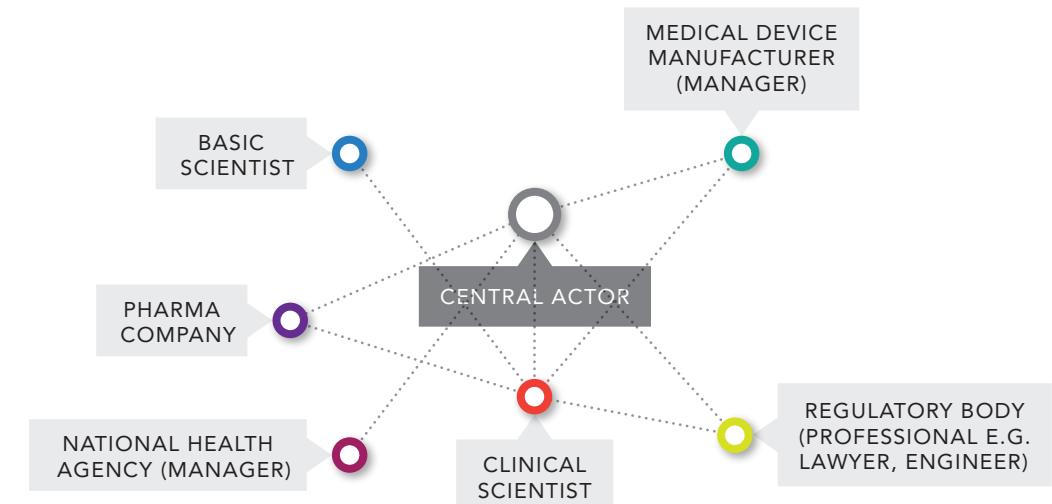 MEDICAL DEVICE
MANUFACTURER
(MANAGER)
BASIC
SCIENTIST
CENTRAL ACTOR
PHARMA
COMPANY
NATIONAL HEALTH
AGENCY (MANAGER)
CLINICAL
SCIENTIST
REGULATORY BODY
(PROFESSIONAL E.G.
LAWYER, ENGINEER)